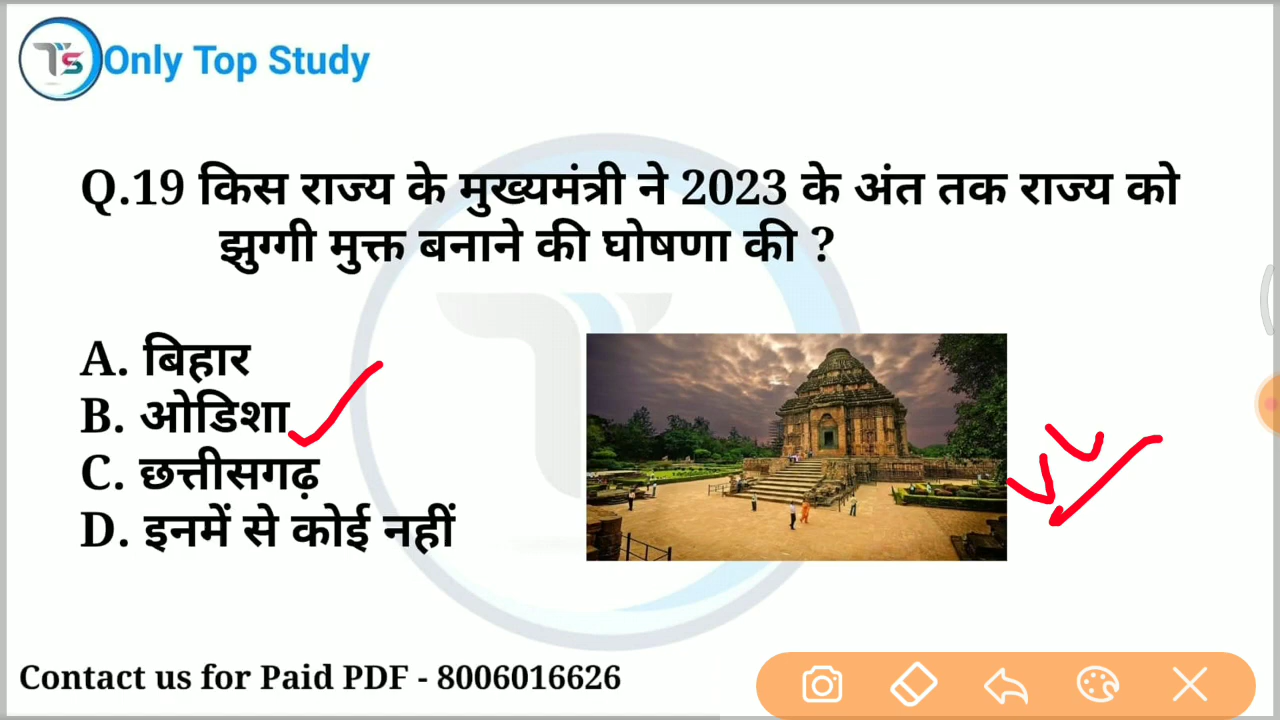 Ts Only Top Study
Q.19 किस राज्य के मुख्यमंत्री ने 2023 के अंत तक राज्य को
झुग्गी मुक्त बनाने की घोषणा की ?
A. बिहार
B. ओडिशा
C. छत्तीसगढ़
D. इनमें से कोई नहीं
Contact us for Paid PDF - 8006016626